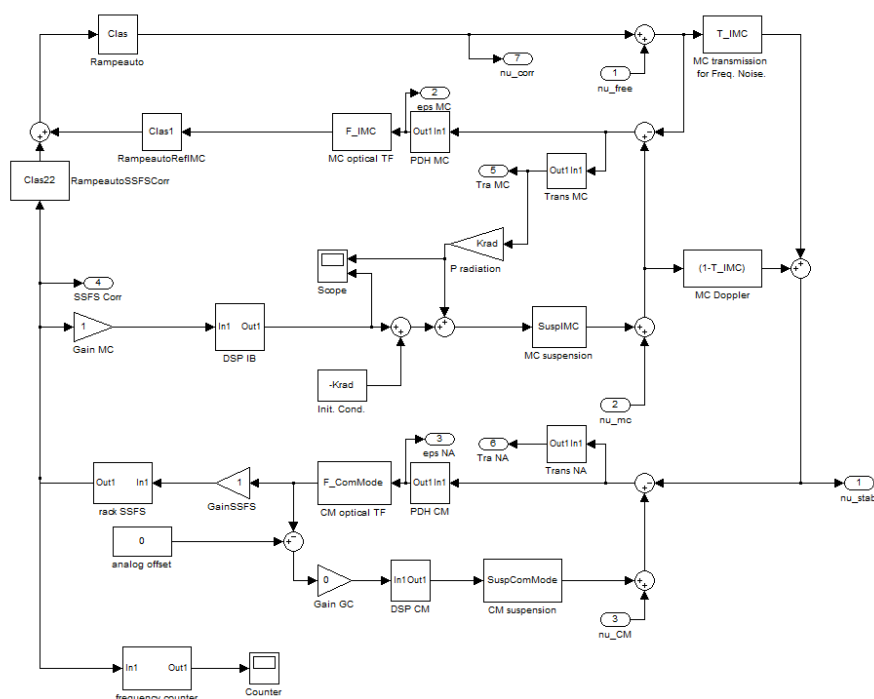 Clas
Rampeauto
7
nu_corr
1
nu_free
T_IMC
MC transmission
for Freq. Noise.
2
eps MC
Clas1
RampeautoRefIMC
F_IMC
MC optical TF
Out1 In1
PDH MC
Clas22
RampeautoSSFSCorr
5
Tra MC
Out1 In1
Trans MC
Krad
P radiation
Scope
(1-T_IMC)
MC Doppler
4
SSFS Corr
1
Gain MC
In1 Out1
DSP IB
SuspIMC
MC suspension
-Krad
Init. Cond.
2
nu_mc
3
eps NA
6
Tra NA
Out1 In1
Trans NA
Out1 In1
rack SSFS
1
GainSSFS
F_ComMode
CM optical TF
Out1 In1
PDH CM
1
nu_stab
0
analog offset
0
Gain GC
In1 Out1
DSP CM
SuspComMode
CM suspension
3
nu_CM
In1 Out1
frequency counter
Counter